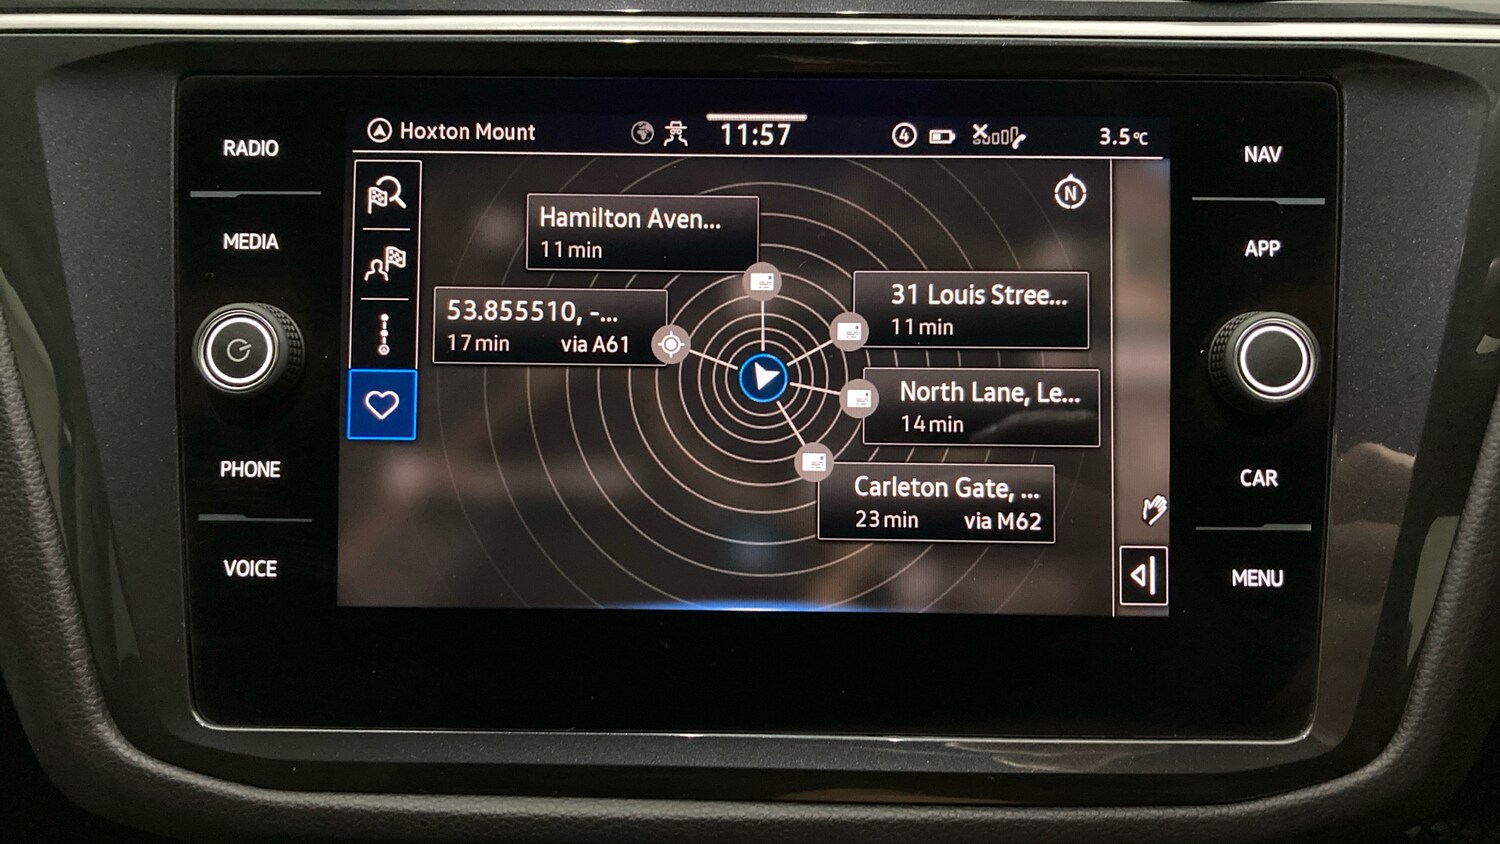 Hoxton Mount
11:57
4
3.5°C
RADIO
MEDIA
PHONE
VOICE
N
Hamilton Aven...
11 min
53.855510, -...
17 min via A61
31 Louis Stree...
11 min
North Lane, Le...
14 min
Carleton Gate, ...
23 min via M62
NAV
APP
CAR
MENU